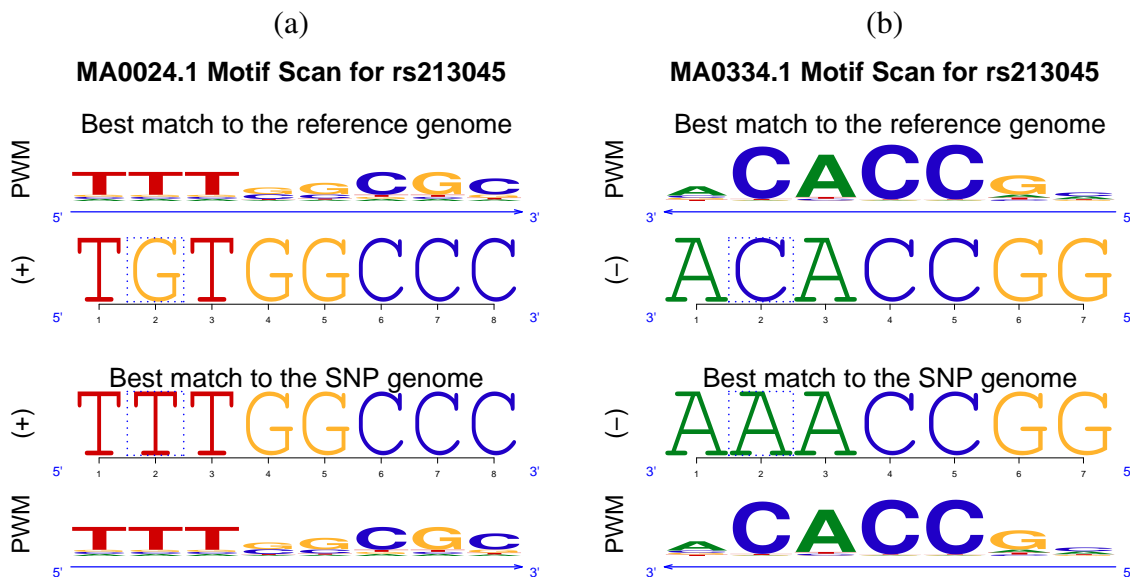 (a)
MA0024.1 Motif Scan for rs213045
Best match to the reference genome
PWM
TTTGGCGC
5' 3'
(+)
TGTGGCCC
1 2 3 4 5 6 7 8
5' 3'
Best match to the SNP genome
(+)
TTTGGCCC
1 2 3 4 5 6 7 8
5' 3'
PWM
TTTGGCGC
5' 3'
(b)
MA0334.1 Motif Scan for rs213045
Best match to the reference genome
PWM
ACACCG
3' 5'
(−)
ACACCGG
1 2 3 4 5 6 7
3' 5'
Best match to the SNP genome
(−)
AAACCGG
1 2 3 4 5 6 7
3' 5'
PWM
ACACCG
3' 5'